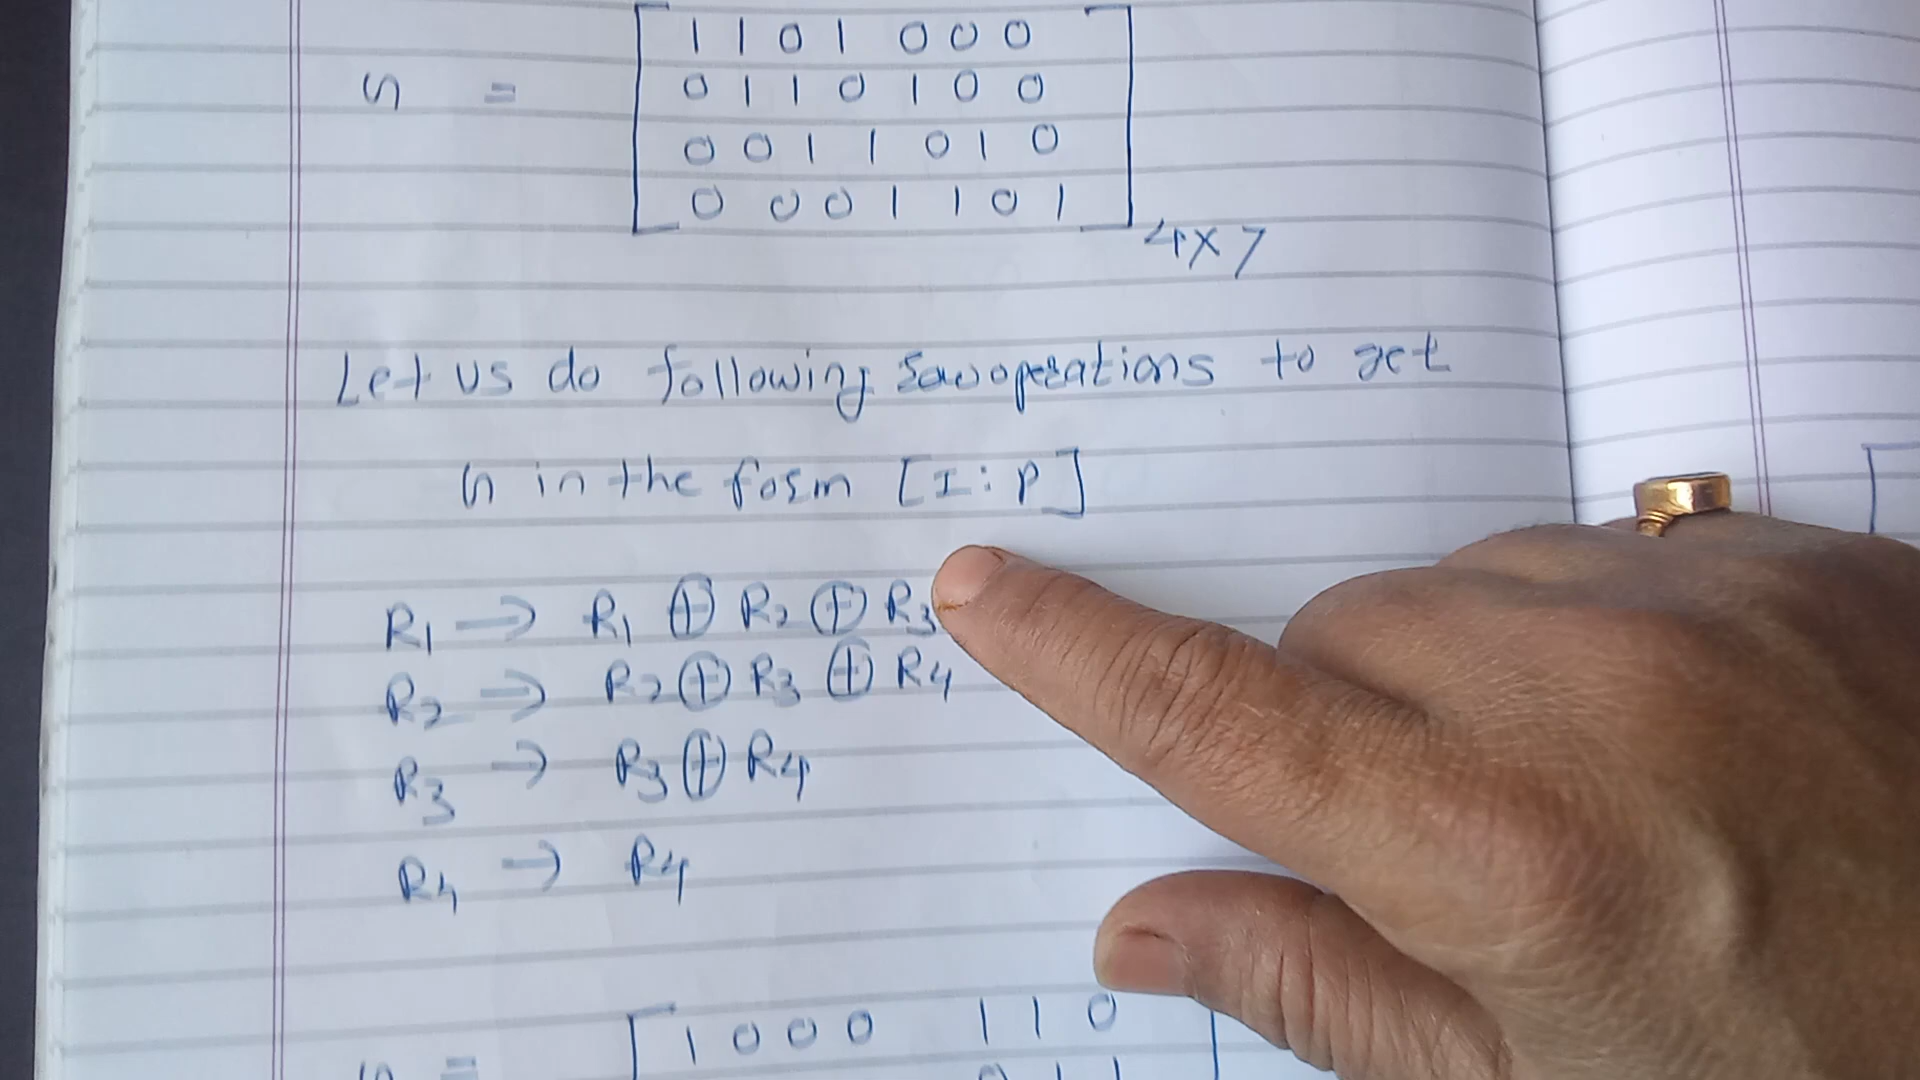 1 1 0 1 0 0 0
G = 0 1 1 0 1 0 0
0 0 1 1 0 1 0
0 0 0 1 1 0 1
4x7
Let us do following row operations to get
G in the form [I : P]
R1 → R1 ⊕ R2 ⊕ R3
R2 → R2 ⊕ R3 ⊕ R4
R3 → R3 ⊕ R4
R4 → R4
1 0 0 0 1 1 0
G =